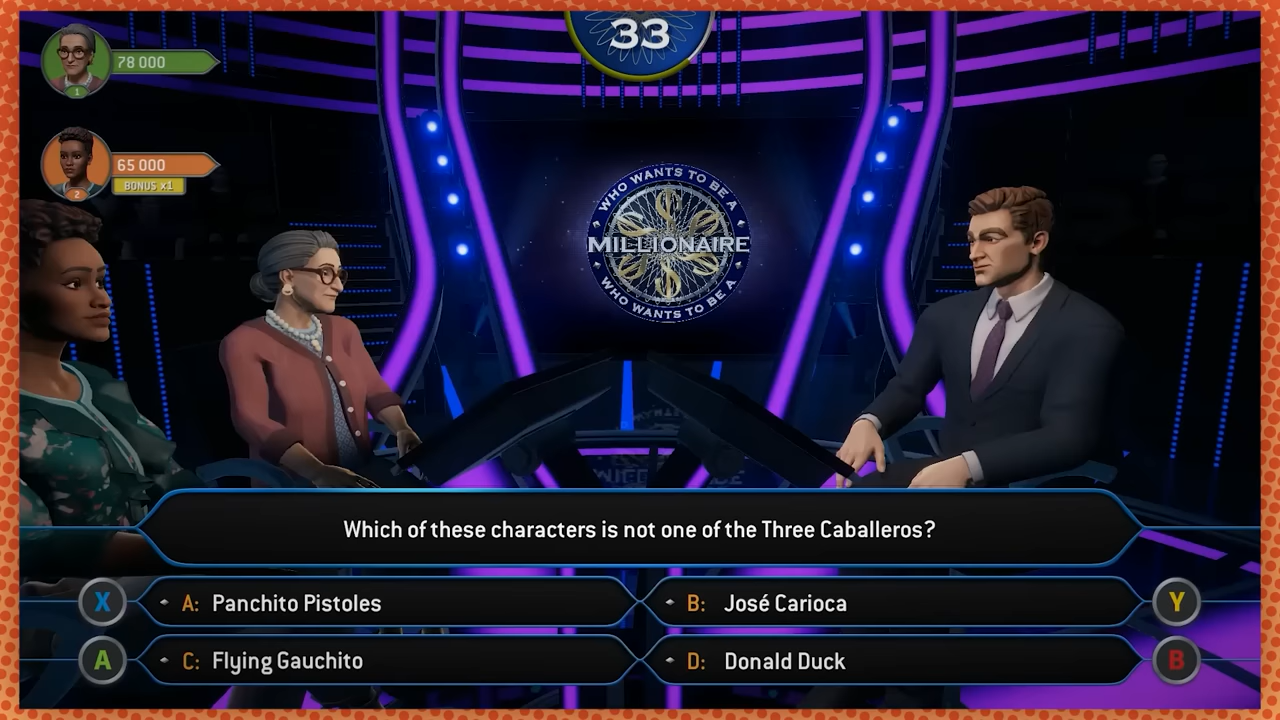 33
78 000
1
65 000
BONUS x1
2
WHO WANTS TO BE A
MILLIONAIRE
WHO WANTS TO BE A
Which of these characters is not one of the Three Caballeros?
X
A: Panchito Pistoles
B: José Carioca
Y
A
C: Flying Gauchito
D: Donald Duck
B